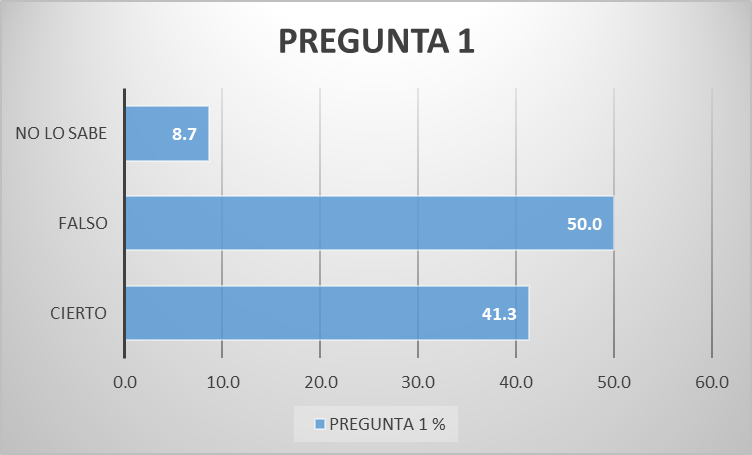 PREGUNTA 1
NO LO SABE 8.7
FALSO 50.0
CIERTO 41.3
0.0 10.0 20.0 30.0 40.0 50.0 60.0
PREGUNTA 1 %